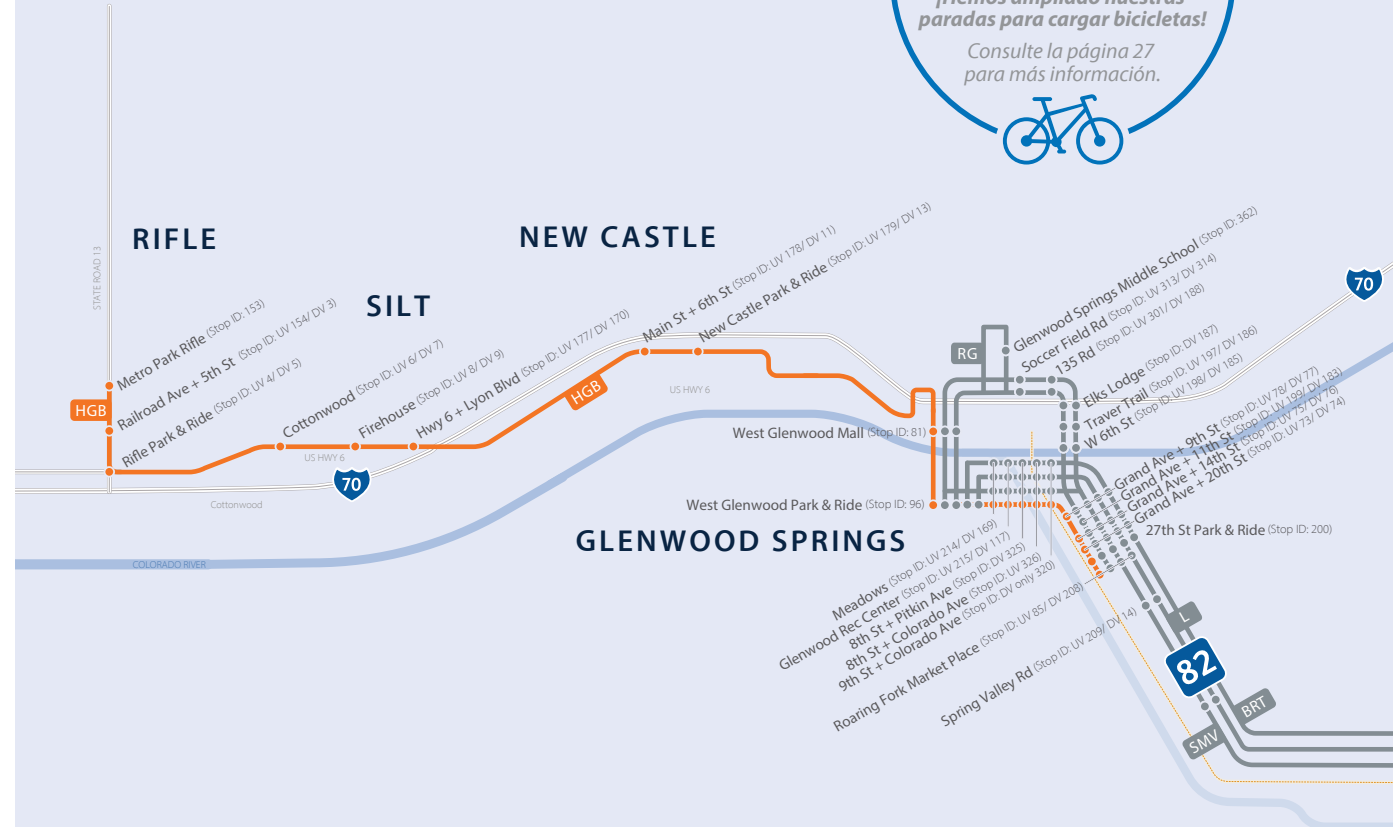 ¡Hemos ampliado nuestras
paradas para cargar bicicletas!
Consulte la página 27
para más información.
RIFLE
SILT
NEW CASTLE
GLENWOOD SPRINGS
STATE ROAD 13
HGB
Metro Park Rifle (Stop ID: 153)
Railroad Ave + 5th St (Stop ID: UV 154/ DV 3)
Rifle Park & Ride (Stop ID: UV 4/ DV 5)
Cottonwood (Stop ID: UV 6/ DV 7)
Firehouse (Stop ID: UV 8/ DV 9)
Hwy 6 + Lyon Blvd (Stop ID: UV 177/ DV 170)
US HWY 6
70
Cottonwood
COLORADO RIVER
HGB
Main St + 6th St (Stop ID: UV 178/ DV 11)
New Castle Park & Ride (Stop ID: UV 179/ DV 13)
US HWY 6
West Glenwood Mall (Stop ID: 81)
West Glenwood Park & Ride (Stop ID: 96)
RG
Glenwood Springs Middle School (Stop ID: 362)
Soccer Field Rd (Stop ID: UV 313/ DV 314)
135 Rd (Stop ID: UV 301/ DV 188)
70
Elks Lodge (Stop ID: DV 187)
Traver Trail (Stop ID: UV 197/ DV 186)
W 6th St (Stop ID: UV 198/ DV 185)
Grand Ave + 9th St (Stop ID: UV 78/ DV 77)
Grand Ave + 11th St (Stop ID: UV 199/ DV 183)
Grand Ave + 14th St (Stop ID: UV 75/ DV 76)
Grand Ave + 20th St (Stop ID: UV 73/ DV 74)
27th St Park & Ride (Stop ID: 200)
Meadows (Stop ID: UV 214/ DV 169)
Glenwood Rec Center (Stop ID: UV 215/ DV 117)
8th St + Pitkin Ave (Stop ID: DV 325)
8th St + Colorado Ave (Stop ID: UV 326)
9th St + Colorado Ave (Stop ID: DV only 320)
Roaring Fork Market Place (Stop ID: UV 85/ DV 208)
Spring Valley Rd (Stop ID: UV 209/ DV 14)
L
82
BRT
SMV